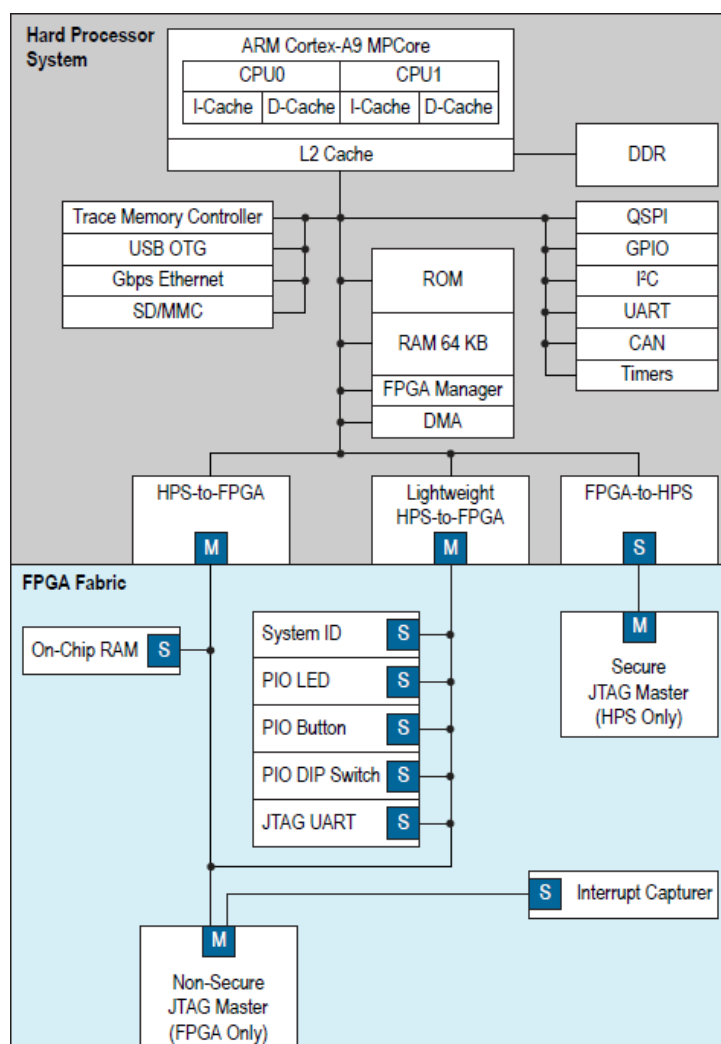 Hard Processor
System
ARM Cortex-A9 MPCore
CPU0
CPU1
I-Cache
D-Cache
I-Cache
D-Cache
L2 Cache
DDR
Trace Memory Controller
USB OTG
Gbps Ethernet
SD/MMC
ROM
RAM 64 KB
FPGA Manager
DMA
QSPI
GPIO
I²C
UART
CAN
Timers
HPS-to-FPGA
M
Lightweight
HPS-to-FPGA
M
FPGA-to-HPS
S
FPGA Fabric
On-Chip RAM
S
System ID
S
PIO LED
S
PIO Button
S
PIO DIP Switch
S
JTAG UART
S
M
Secure
JTAG Master
(HPS Only)
S
Interrupt Capturer
M
Non-Secure
JTAG Master
(FPGA Only)